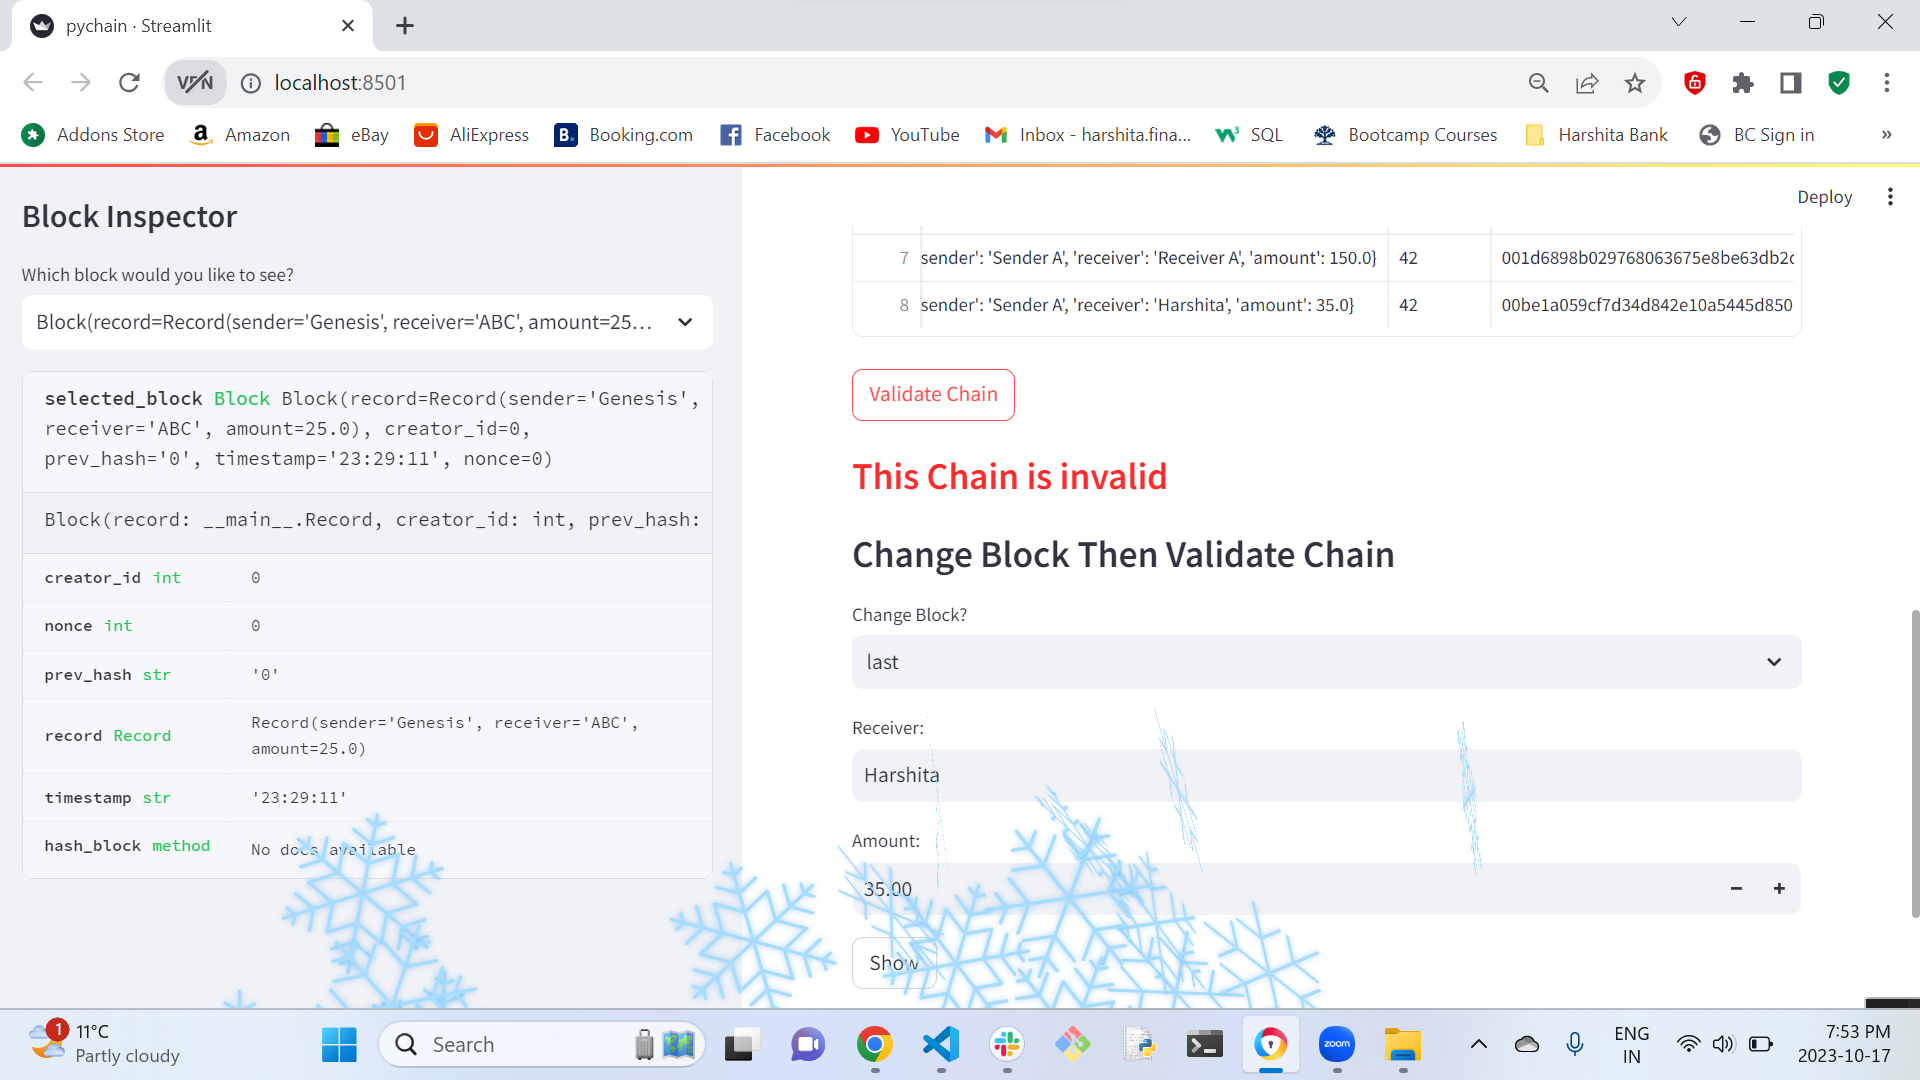 pychain · Streamlit
VPN
localhost:8501
Addons Store
Amazon
eBay
AliExpress
Booking.com
Facebook
YouTube
Inbox - harshita.fina...
SQL
Bootcamp Courses
Harshita Bank
BC Sign in
»
Block Inspector
Which block would you like to see?
Block(record=Record(sender='Genesis', receiver='ABC', amount=25...
selected_block Block Block(record=Record(sender='Genesis',
receiver='ABC', amount=25.0), creator_id=0,
prev_hash='0', timestamp='23:29:11', nonce=0)
Block(record: __main__.Record, creator_id: int, prev_hash:
creator_id int 0
nonce int 0
prev_hash str '0'
record Record Record(sender='Genesis', receiver='ABC',
amount=25.0)
timestamp str '23:29:11'
hash_block method No docs available
Deploy
7 sender': 'Sender A', 'receiver': 'Receiver A', 'amount': 150.0} 42 001d6898b029768063675e8be63db2
8 sender': 'Sender A', 'receiver': 'Harshita', 'amount': 35.0} 42 00be1a059cf7d34d842e10a5445d850
Validate Chain
This Chain is invalid
Change Block Then Validate Chain
Change Block?
last
Receiver:
Harshita
Amount:
35.00
Show
1
11°C
Partly cloudy
Search
zoom
ENG
IN
7:53 PM
2023-10-17